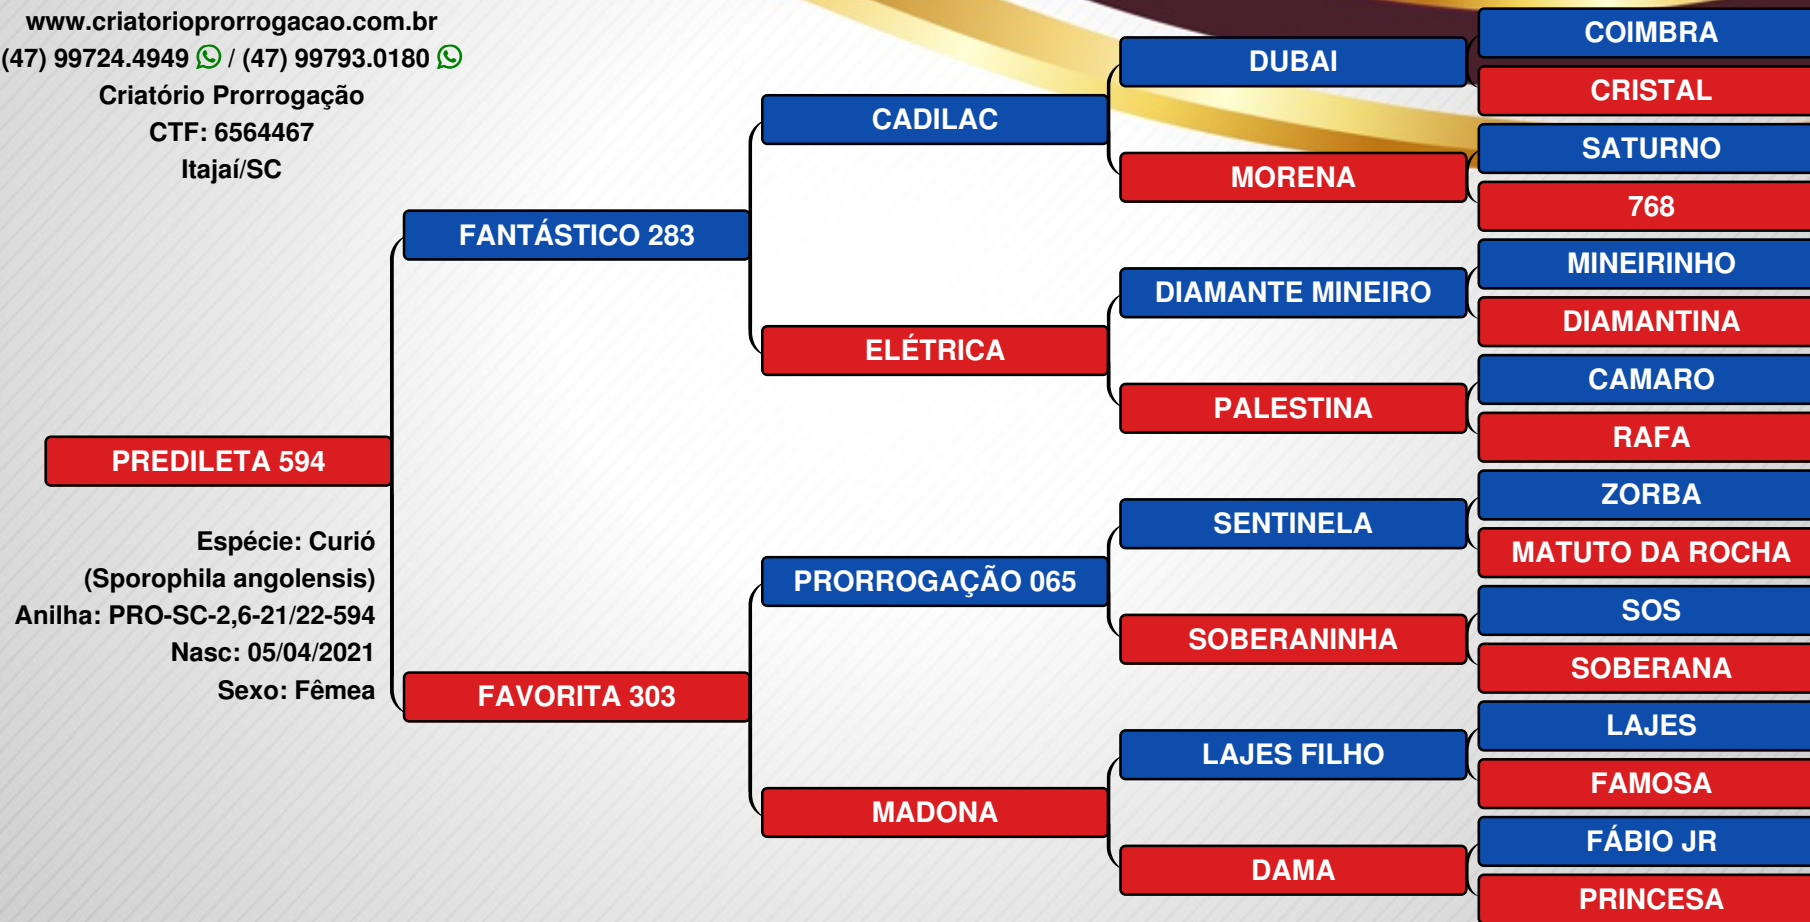 www.criatorioprorrogacao.com.br
(47) 99724.4949 / (47) 99793.0180
Criatório Prorrogação
CTF: 6564467
Itajaí/SC
PREDILETA 594
Espécie: Curió
(Sporophila angolensis)
Anilha: PRO-SC-2,6-21/22-594
Nasc: 05/04/2021
Sexo: Fêmea
FANTÁSTICO 283
FAVORITA 303
CADILAC
ELÉTRICA
PRORROGAÇÃO 065
MADONA
DUBAI
MORENA
DIAMANTE MINEIRO
PALESTINA
SENTINELA
SOBERANINHA
LAJES FILHO
DAMA
COIMBRA
CRISTAL
SATURNO
768
MINEIRINHO
DIAMANTINA
CAMARO
RAFA
ZORBA
MATUTO DA ROCHA
SOS
SOBERANA
LAJES
FAMOSA
FÁBIO JR
PRINCESA